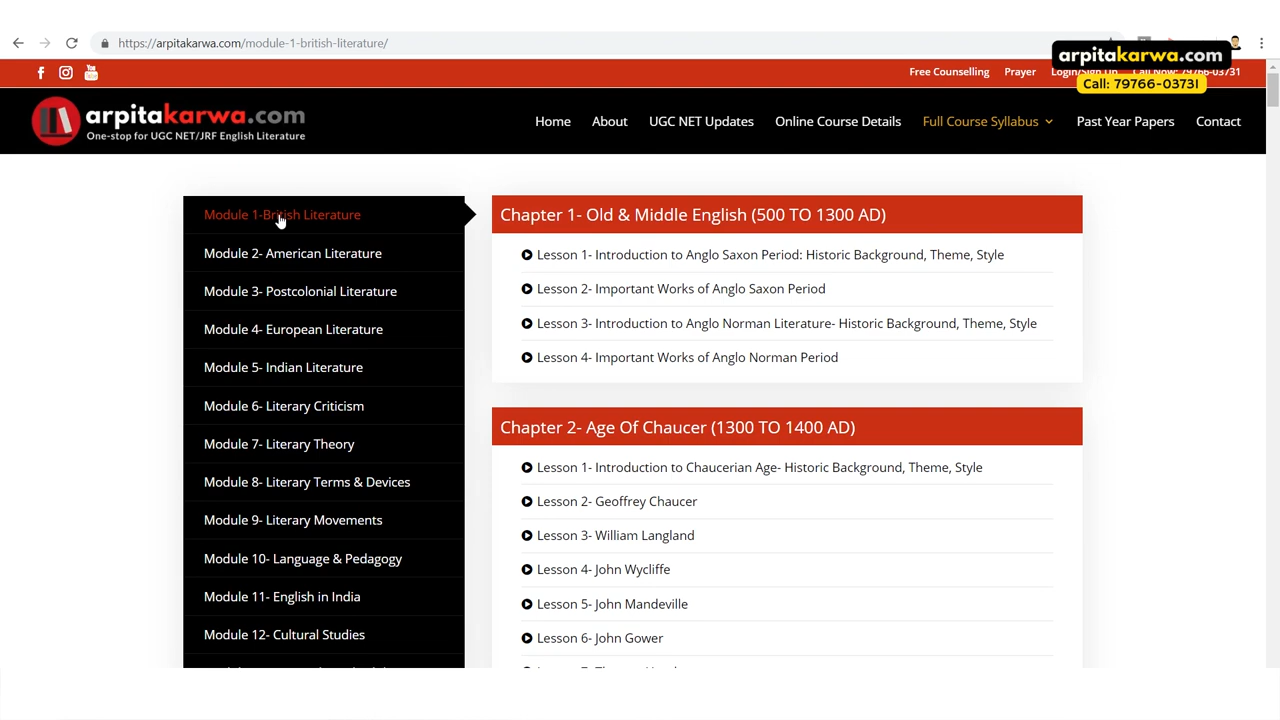 https://arpitakarwa.com/module-1-british-literature/
arpitakarwa.com
Call: 79766-03731
Free Counselling
Prayer
Login/Sign Up
Call Now: 79766-03731
You
arpitakarwa.com
One-stop for UGC NET/JRF English Literature
Home
About
UGC NET Updates
Online Course Details
Full Course Syllabus
Past Year Papers
Contact
Module 1-British Literature
Module 2- American Literature
Module 3- Postcolonial Literature
Module 4- European Literature
Module 5- Indian Literature
Module 6- Literary Criticism
Module 7- Literary Theory
Module 8- Literary Terms & Devices
Module 9- Literary Movements
Module 10- Language & Pedagogy
Module 11- English in India
Module 12- Cultural Studies
Chapter 1- Old & Middle English (500 TO 1300 AD)
Lesson 1- Introduction to Anglo Saxon Period: Historic Background, Theme, Style
Lesson 2- Important Works of Anglo Saxon Period
Lesson 3- Introduction to Anglo Norman Literature- Historic Background, Theme, Style
Lesson 4- Important Works of Anglo Norman Period
Chapter 2- Age Of Chaucer (1300 TO 1400 AD)
Lesson 1- Introduction to Chaucerian Age- Historic Background, Theme, Style
Lesson 2- Geoffrey Chaucer
Lesson 3- William Langland
Lesson 4- John Wycliffe
Lesson 5- John Mandeville
Lesson 6- John Gower